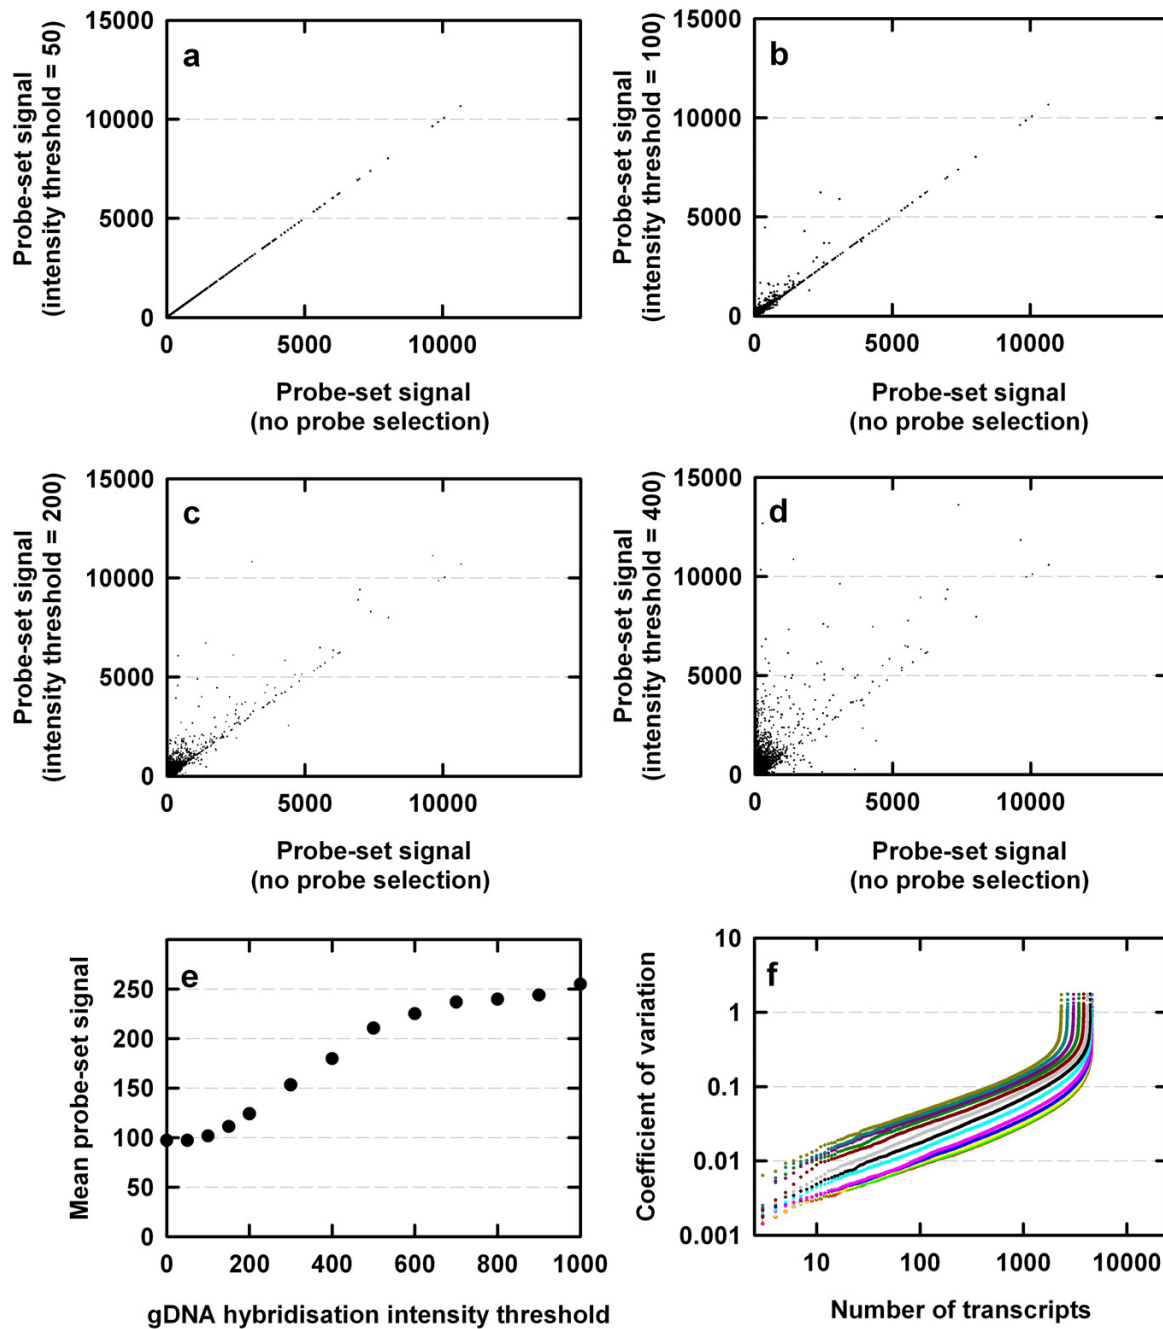 a
15000
10000
5000
0
Probe-set signal
(intensity threshold = 50)
0 5000 10000
Probe-set signal
(no probe selection)
b
15000
10000
5000
0
Probe-set signal
(intensity threshold = 100)
0 5000 10000
Probe-set signal
(no probe selection)
c
15000
10000
5000
0
Probe-set signal
(intensity threshold = 200)
0 5000 10000
Probe-set signal
(no probe selection)
d
15000
10000
5000
0
Probe-set signal
(intensity threshold = 400)
0 5000 10000
Probe-set signal
(no probe selection)
e
250
200
150
100
50
0
Mean probe-set signal
0 200 400 600 800 1000
gDNA hybridisation intensity threshold
f
10
1
0.1
0.01
0.001
Coefficient of variation
10 100 1000 10000
Number of transcripts